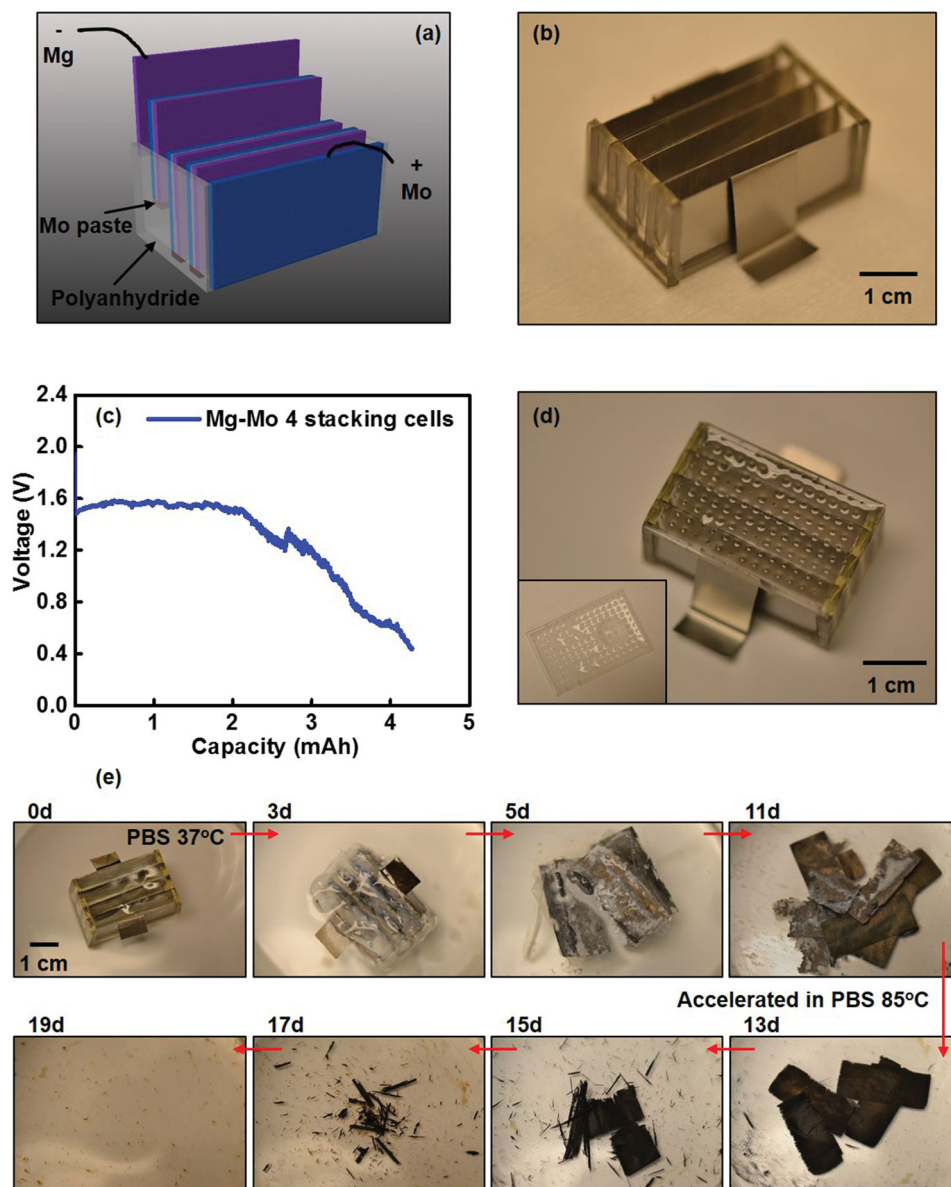 (a)
-
Mg
+
Mo
Mo paste
Polyanhydride
(b)
1 cm
(c)
Mg-Mo 4 stacking cells
Voltage (V)
2.4
2.0
1.6
1.2
0.8
0.4
0.0
0 1 2 3 4 5
Capacity (mAh)
(d)
1 cm
(e)
0d 3d 5d 11d
PBS 37°C
1 cm
Accelerated in PBS 85°C
19d 17d 15d 13d